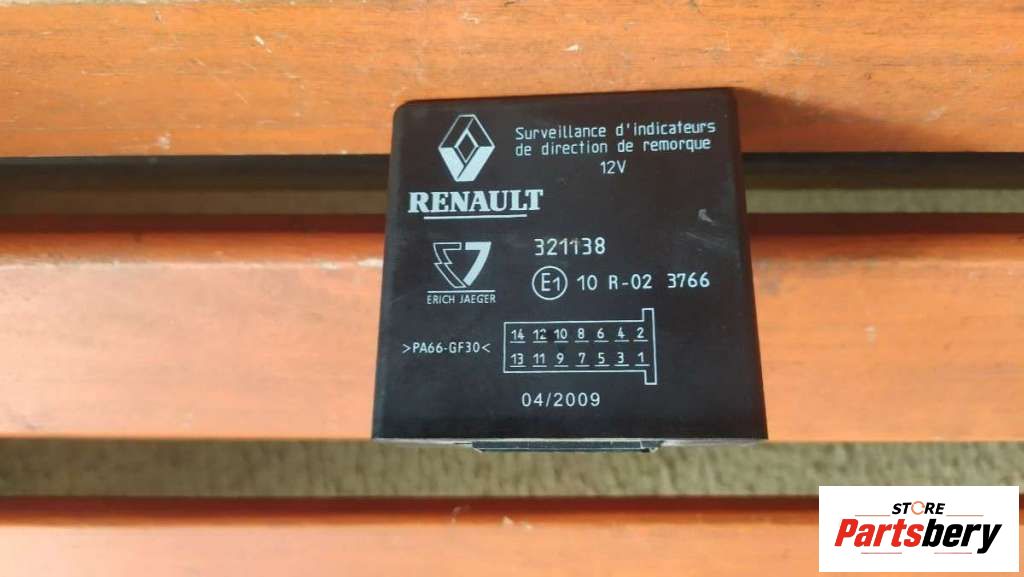 Surveillance d'indicateurs
de direction de remorque
12V
RENAULT
321138
E1 10 R-02 3766
ERICH JAEGER
>PA66-GF30<
14 12 10 8 6 4 2
13 11 9 7 5 3 1
04/2009
STORE
Partsbery